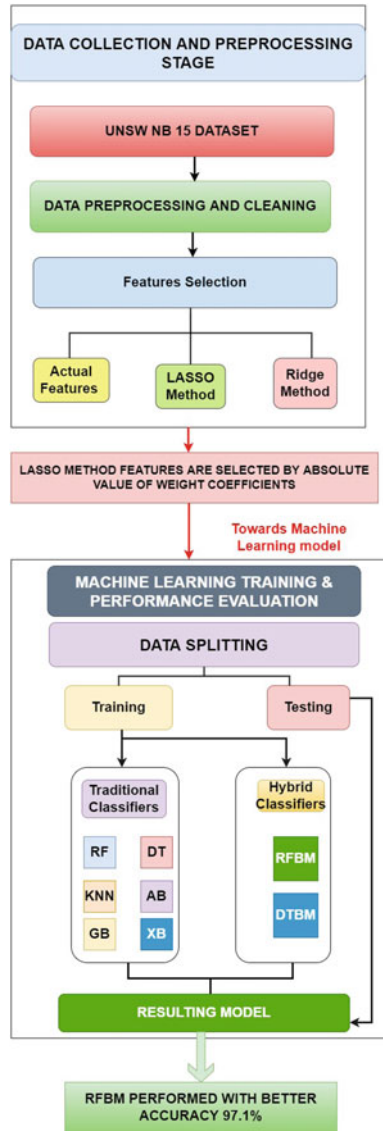 DATA COLLECTION AND PREPROCESSING
STAGE
UNSW NB 15 DATASET
DATA PREPROCESSING AND CLEANING
Features Selection
Actual
Features
LASSO
Method
Ridge
Method
LASSO METHOD FEATURES ARE SELECTED BY ABSOLUTE
VALUE OF WEIGHT COEFFICIENTS
Towards Machine
Learning model
MACHINE LEARNING TRAINING &
PERFORMANCE EVALUATION
DATA SPLITTING
Training
Testing
Traditional
Classifiers
RF
DT
KNN
AB
GB
XB
Hybrid
Classifiers
RFBM
DTBM
RESULTING MODEL
RFBM PERFORMED WITH BETTER
ACCURACY 97.1%